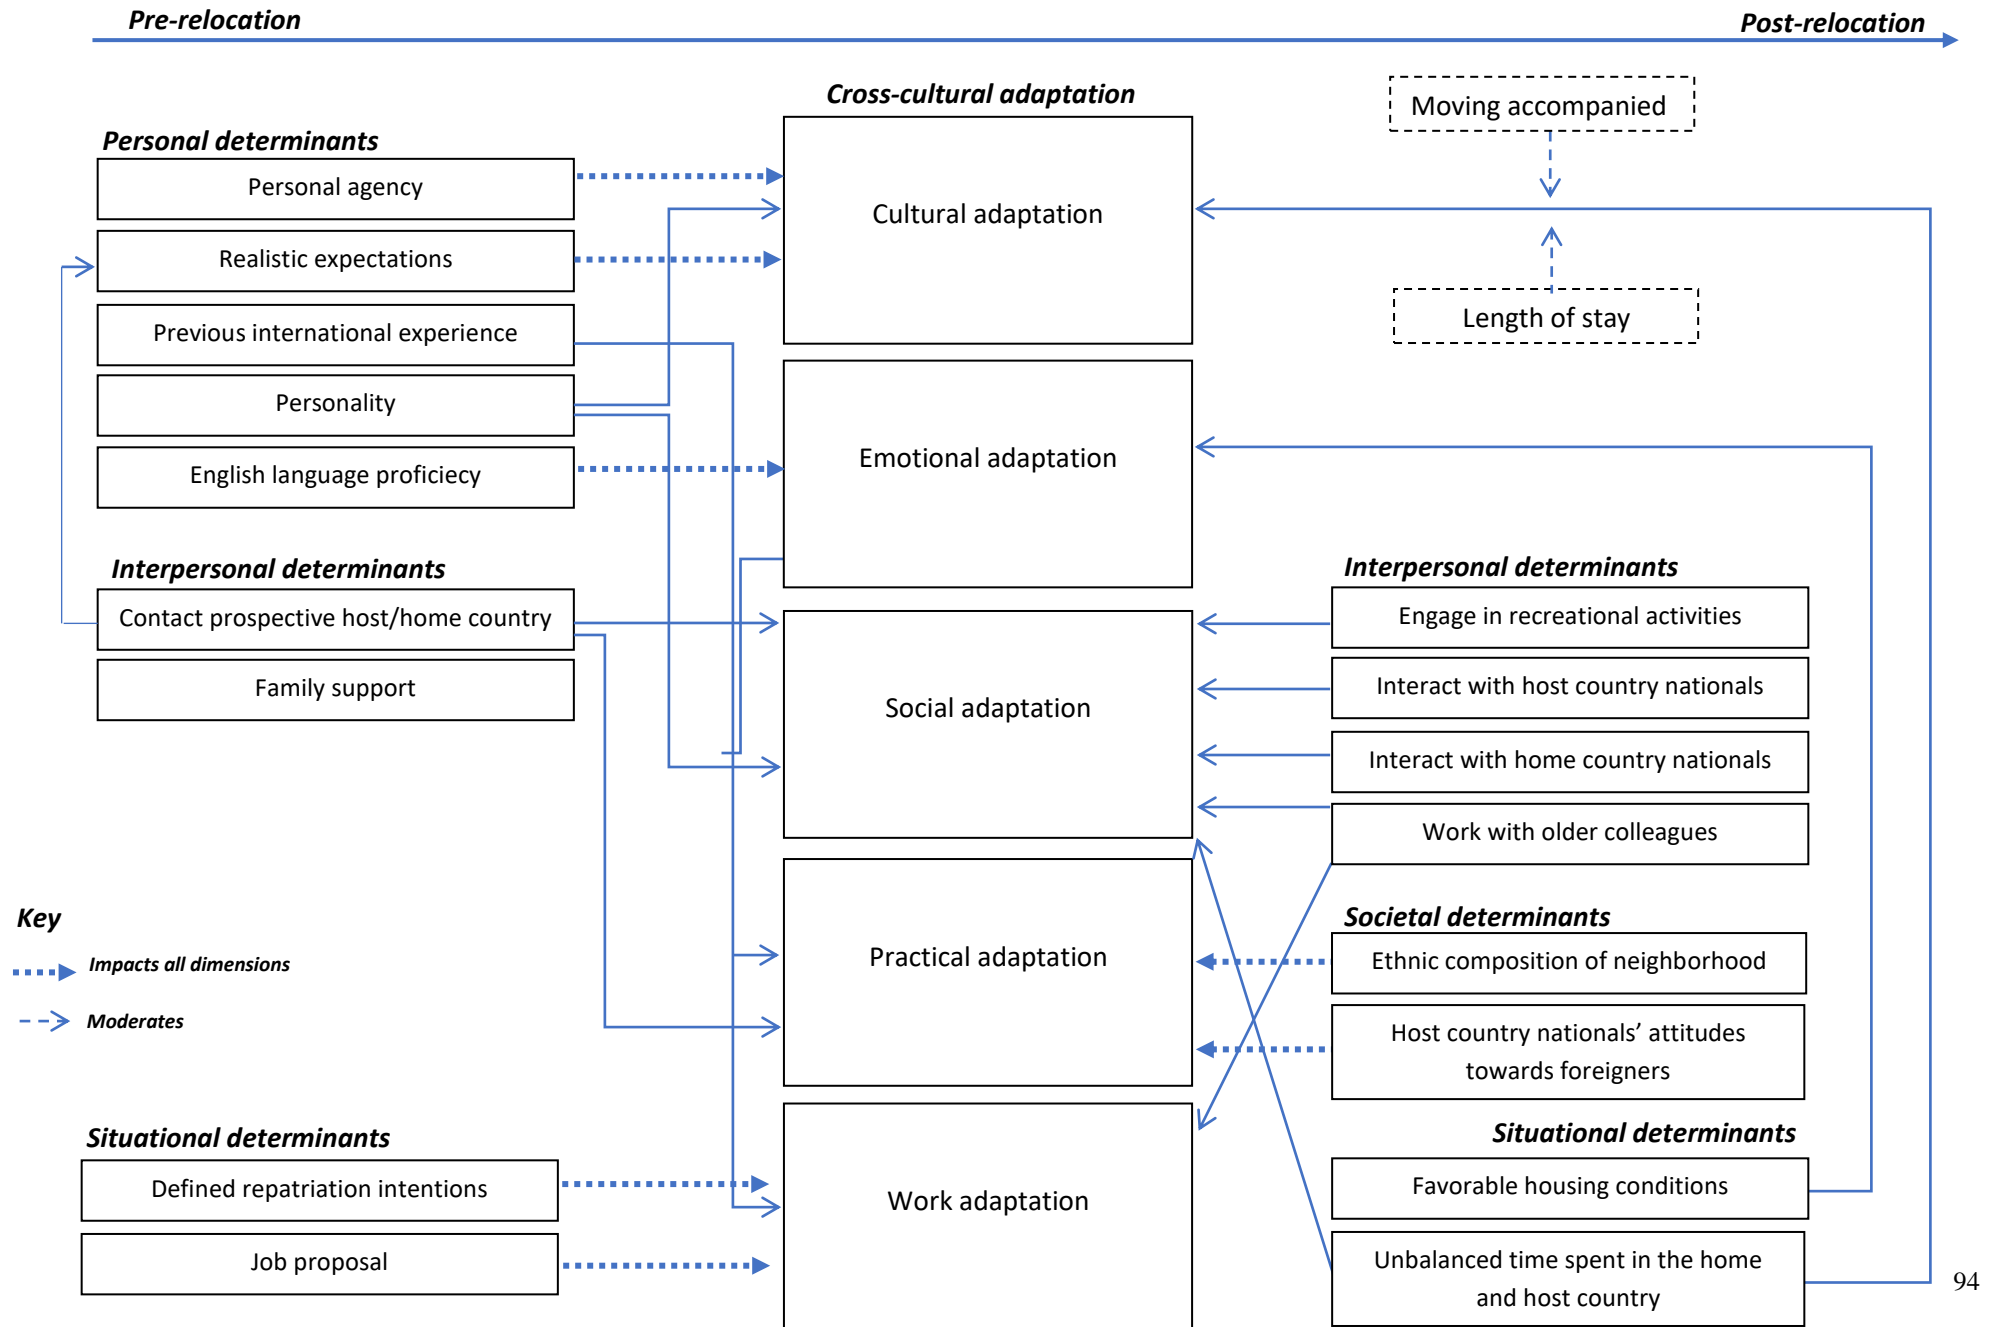 Pre-relocation
Post-relocation
Cross-cultural adaptation
Moving accompanied
Personal determinants
Personal agency
Cultural adaptation
Realistic expectations
Length of stay
Previous international experience
Personality
Emotional adaptation
English language proficiecy
Interpersonal determinants
Interpersonal determinants
Contact prospective host/home country
Engage in recreational activities
Family support
Interact with host country nationals
Social adaptation
Interact with home country nationals
Work with older colleagues
Key
Societal determinants
Impacts all dimensions
Practical adaptation
Ethnic composition of neighborhood
Moderates
Host country nationals’ attitudes
towards foreigners
Situational determinants
Situational determinants
Defined repatriation intentions
Work adaptation
Favorable housing conditions
Job proposal
Unbalanced time spent in the home
and host country
94